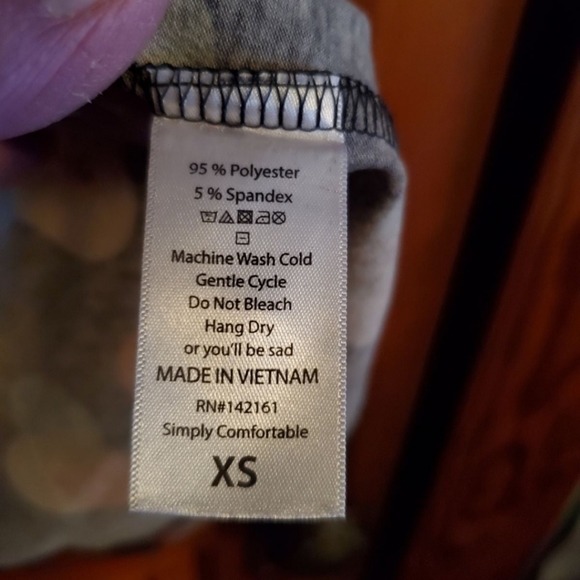 95 % Polyester
5 % Spandex
Machine Wash Cold
Gentle Cycle
Do Not Bleach
Hang Dry
or you'll be sad
MADE IN VIETNAM
RN#142161
Simply Comfortable
XS